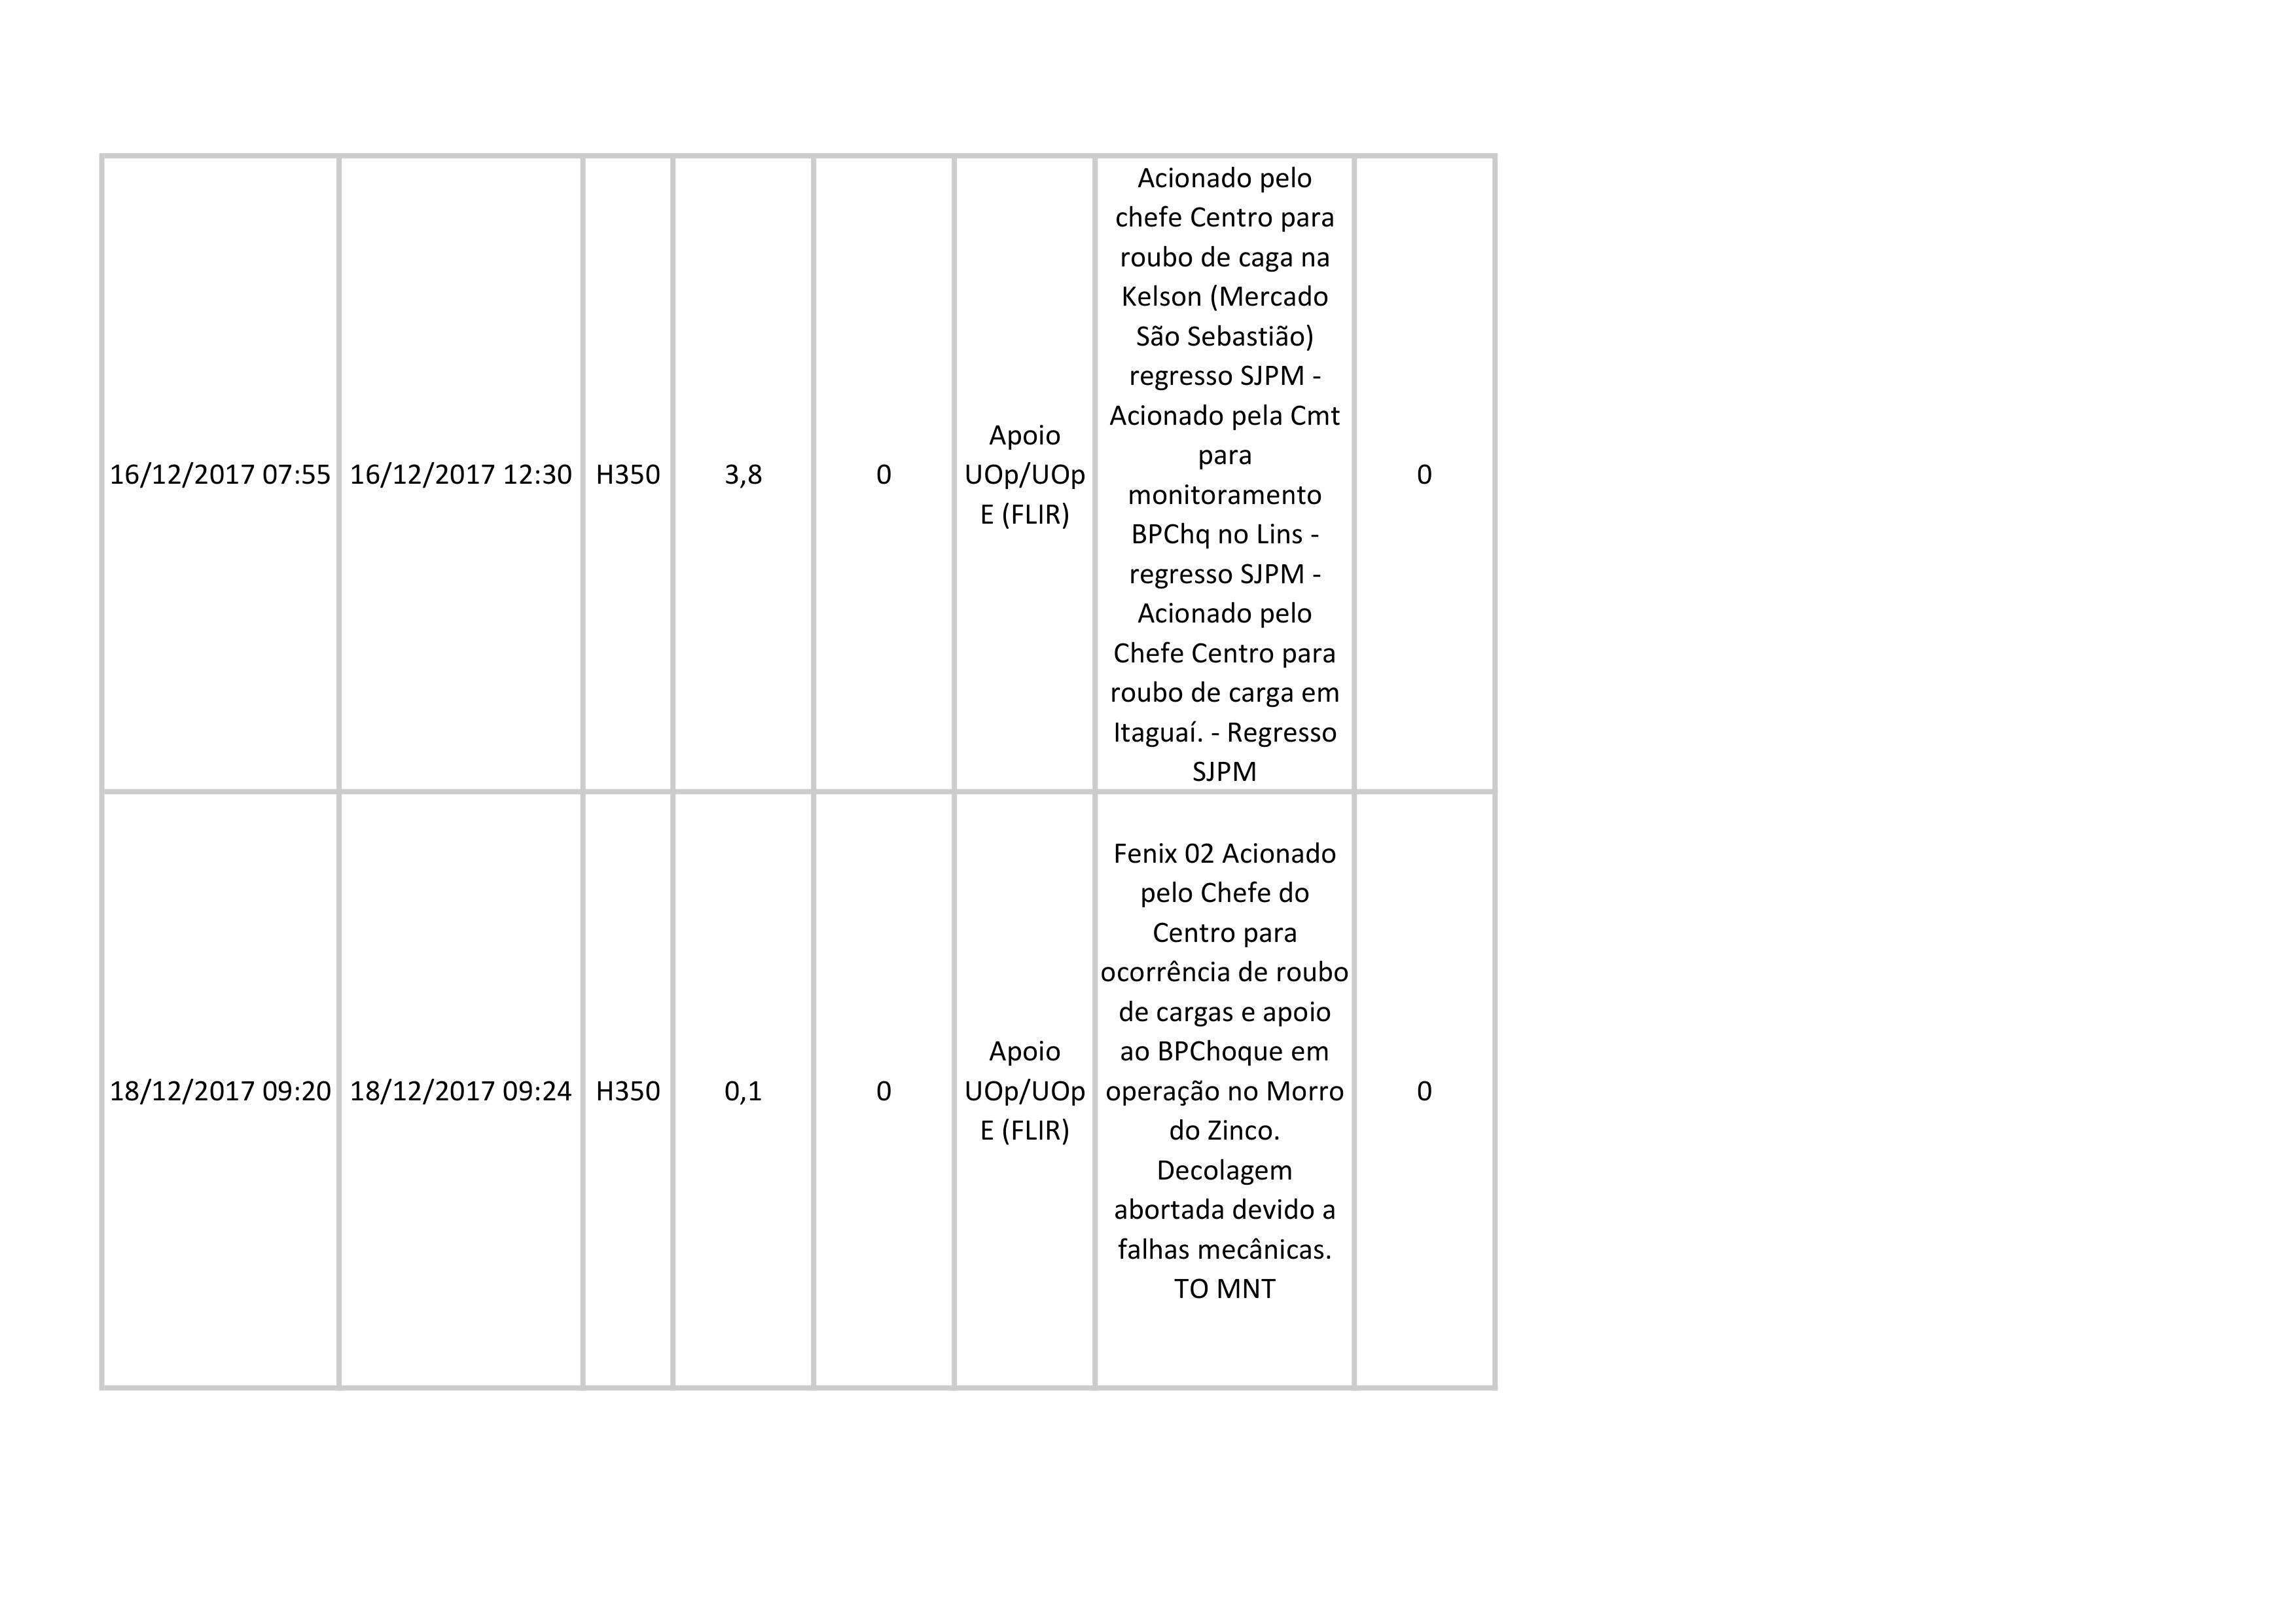 16/12/2017 07:55
16/12/2017 12:30
H350
3,8
0
Apoio
UOp/UOp
E (FLIR)
Acionado pelo
chefe Centro para
roubo de caga na
Kelson (Mercado
São Sebastião)
regresso SJPM -
Acionado pela Cmt
para
monitoramento
BPChq no Lins -
regresso SJPM -
Acionado pelo
Chefe Centro para
roubo de carga em
Itaguaí. - Regresso
SJPM
0
18/12/2017 09:20
18/12/2017 09:24
H350
0,1
0
Apoio
UOp/UOp
E (FLIR)
Fenix 02 Acionado
pelo Chefe do
Centro para
ocorrência de roubo
de cargas e apoio
ao BPChoque em
operação no Morro
do Zinco.
Decolagem
abortada devido a
falhas mecânicas.
TO MNT
0